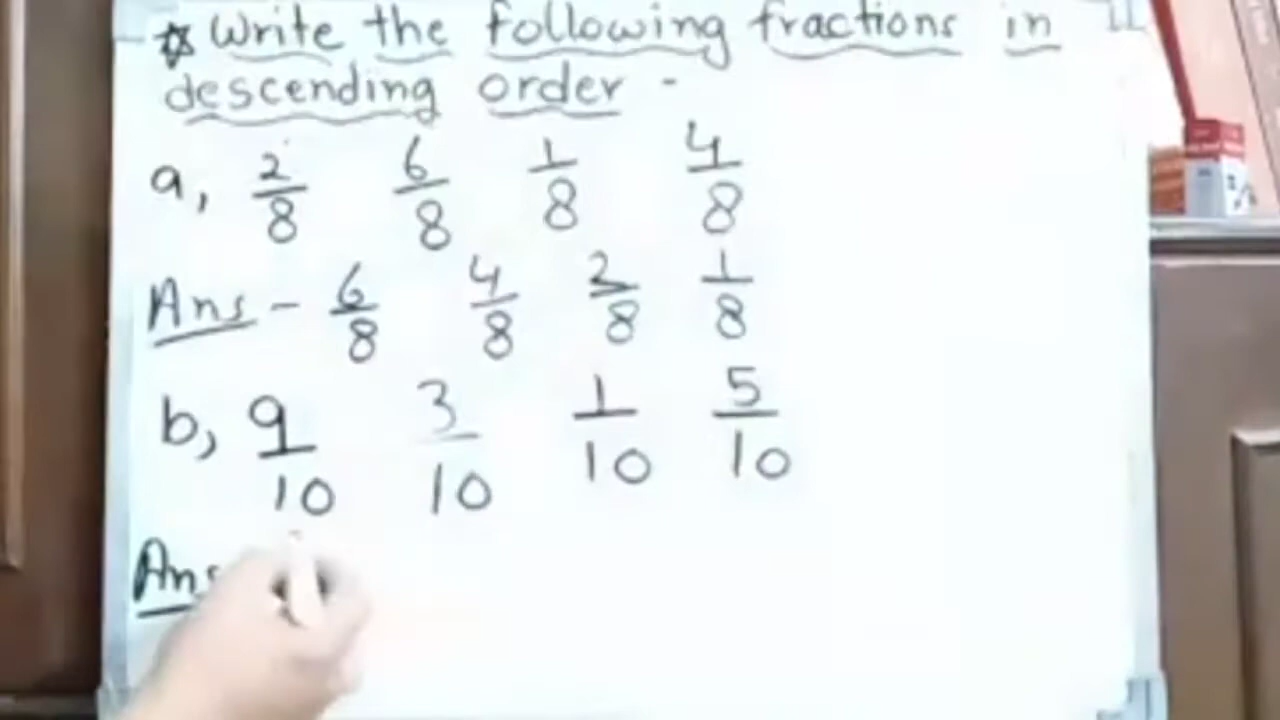 ☆ Write the following fractions in
descending order -
a, 2/8 6/8 1/8 4/8
Ans - 6/8 4/8 2/8 1/8
b, 9/10 3/10 1/10 5/10
Ans